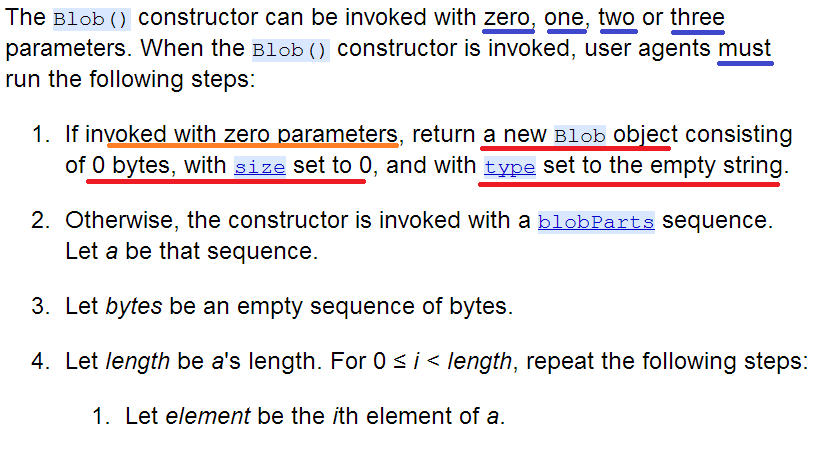 The Blob() constructor can be invoked with zero, one, two or three
parameters. When the Blob() constructor is invoked, user agents must
run the following steps:
1. If invoked with zero parameters, return a new Blob object consisting
of 0 bytes, with size set to 0, and with type set to the empty string.
2. Otherwise, the constructor is invoked with a blobParts sequence.
Let a be that sequence.
3. Let bytes be an empty sequence of bytes.
4. Let length be a's length. For 0 ≤ i < length, repeat the following steps:
1. Let element be the ith element of a.